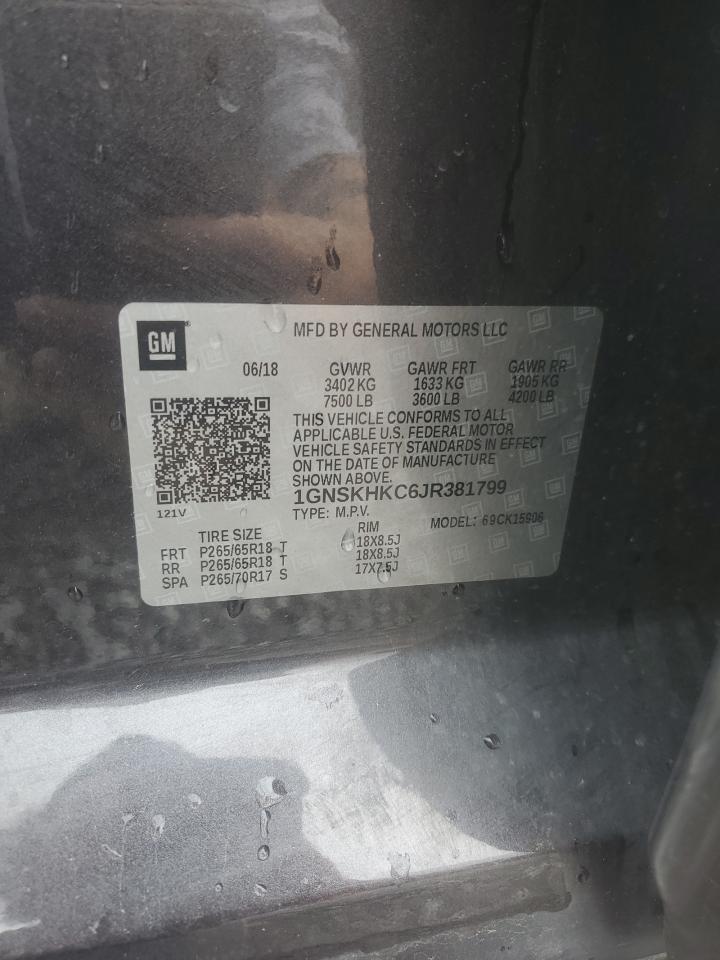 GM ®
MFD BY GENERAL MOTORS LLC
06/18 GVWR GAWR FRT GAWR RR
3402 KG 1633 KG 1905 KG
7500 LB 3600 LB 4200 LB
THIS VEHICLE CONFORMS TO ALL
APPLICABLE U.S. FEDERAL MOTOR
VEHICLE SAFETY STANDARDS IN EFFECT
ON THE DATE OF MANUFACTURE
SHOWN ABOVE.
1GNSKHKC6JR381799
121V
TYPE: M.P.V. MODEL: 69CK15906
TIRE SIZE RIM
FRT P265/65R18 T 18X8.5J
RR P265/65R18 T 18X8.5J
SPA P265/70R17 S 17X7.5J